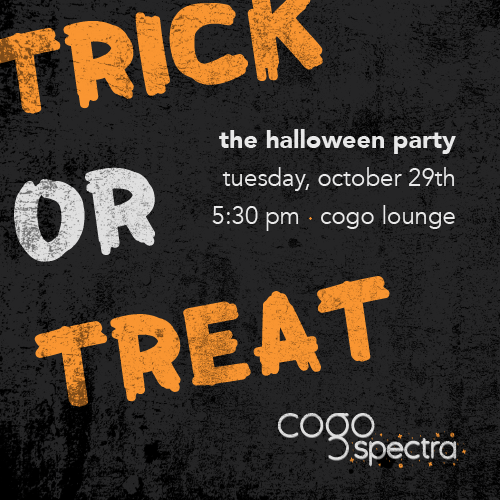 TRICK
the halloween party
tuesday, october 29th
OR
5:30 pm · cogo lounge
TREAT
cogo
spectra